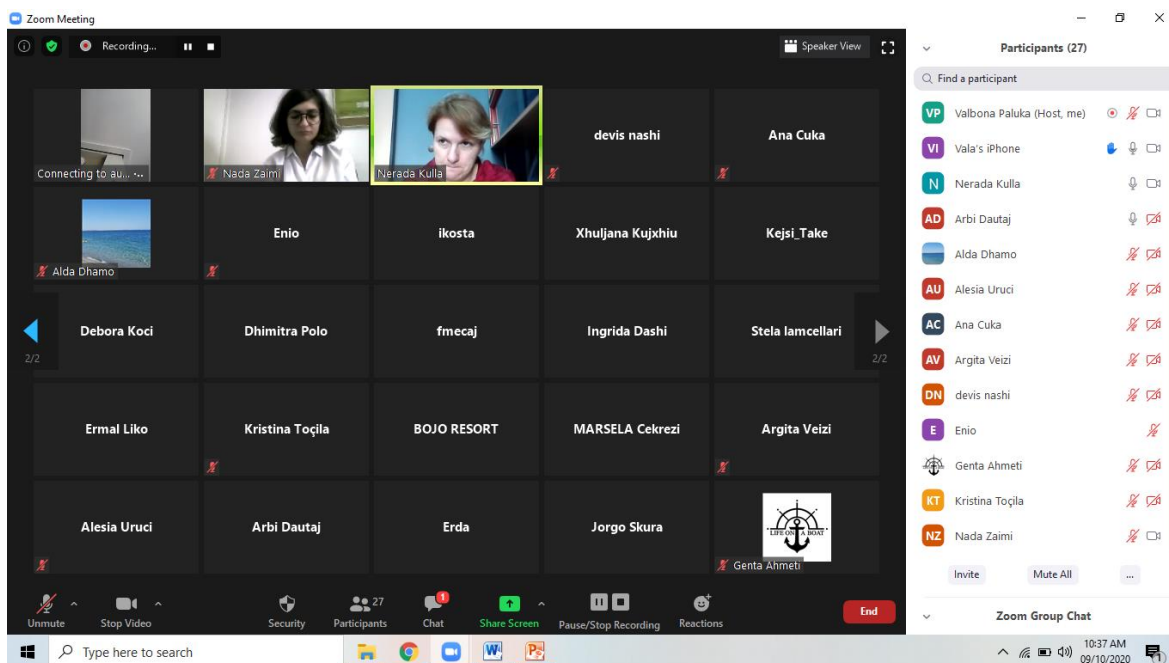 Zoom Meeting
Recording...
Speaker View
Participants (27)
Find a participant
Connecting to au... ...
Nada Zaimi
Nerada Kulla
devis nashi
Ana Cuka
Alda Dhamo
Enio
ikosta
Xhuljana Kujxhiu
Kejsi_Take
Debora Koci
Dhimitra Polo
fmecaj
Ingrida Dashi
Stela lamcellari
2/2
2/2
Ermal Liko
Kristina Toçila
BOJO RESORT
MARSELA Cekrezi
Argita Veizi
Alesia Uruci
Arbi Dautaj
Erda
Jorgo Skura
LIFE ON A BOAT
Genta Ahmeti
VP Valbona Paluka (Host, me)
VI Vala's iPhone
N Nerada Kulla
AD Arbi Dautaj
Alda Dhamo
AU Alesia Uruci
AC Ana Cuka
AV Argita Veizi
DN devis nashi
E Enio
Genta Ahmeti
KT Kristina Toçila
NZ Nada Zaimi
Invite Mute All ...
Zoom Group Chat
Unmute
Stop Video
Security
27
Participants
1
Chat
Share Screen
Pause/Stop Recording
Reactions
End
Type here to search
W
P
10:37 AM
09/10/2020
1